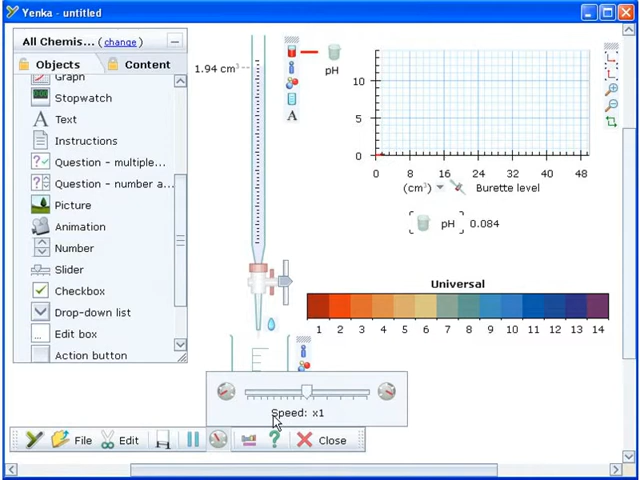 Yenka - untitled
All Chemis... (change)
Objects
Content
Graph
Stopwatch
Text
Instructions
Question - multiple...
Question - number a...
Picture
Animation
Number
Slider
Checkbox
Drop-down list
Edit box
Action button
1.94 cm³
pH
A
10
5
0
0 8 16 24 32 40 48
(cm³) Burette level
pH 0.084
Universal
1 2 3 4 5 6 7 8 9 10 11 12 13 14
Speed: x1
File
Edit
Close